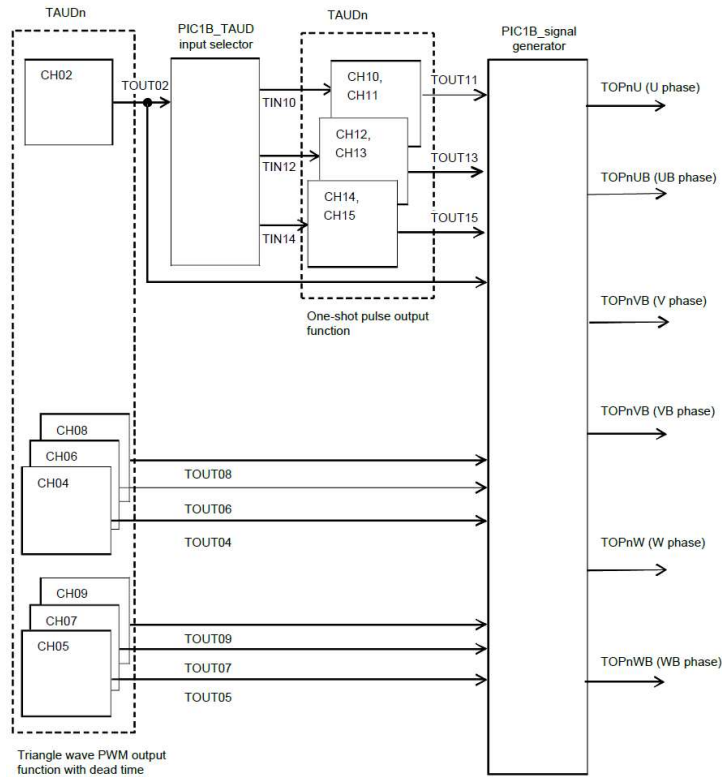 TAUDn
PIC1B_TAUD
input selector
TAUDn
PIC1B_signal
generator
CH02
TOUT02
TIN10
TIN12
TIN14
CH10,
CH11
CH12,
CH13
CH14,
CH15
TOUT11
TOUT13
TOUT15
One-shot pulse output
function
TOPnU (U phase)
TOPnUB (UB phase)
TOPnVB (V phase)
TOPnVB (VB phase)
TOPnW (W phase)
TOPnWB (WB phase)
CH08
CH06
CH04
TOUT08
TOUT06
TOUT04
CH09
CH07
CH05
TOUT09
TOUT07
TOUT05
Triangle wave PWM output
function with dead time